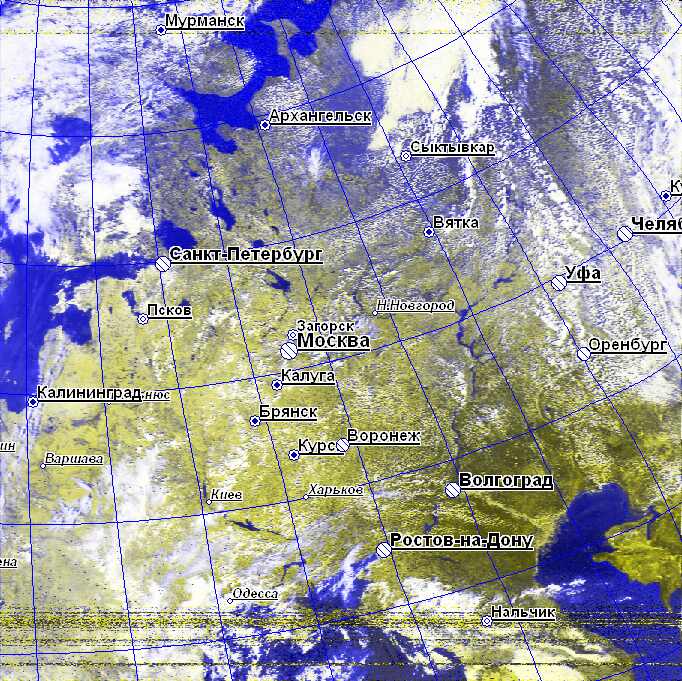 Мурманск
Архангельск
Сыктывкар
Вятка
Санкт-Петербург
Уфа
Псков
Н.Новгород
Загорск
Москва
Оренбург
Калуга
Калининград
Брянск
Воронеж
Курск
Варшава
Волгоград
Киев
Харьков
Ростов-на-Дону
Одесса
Нальчик